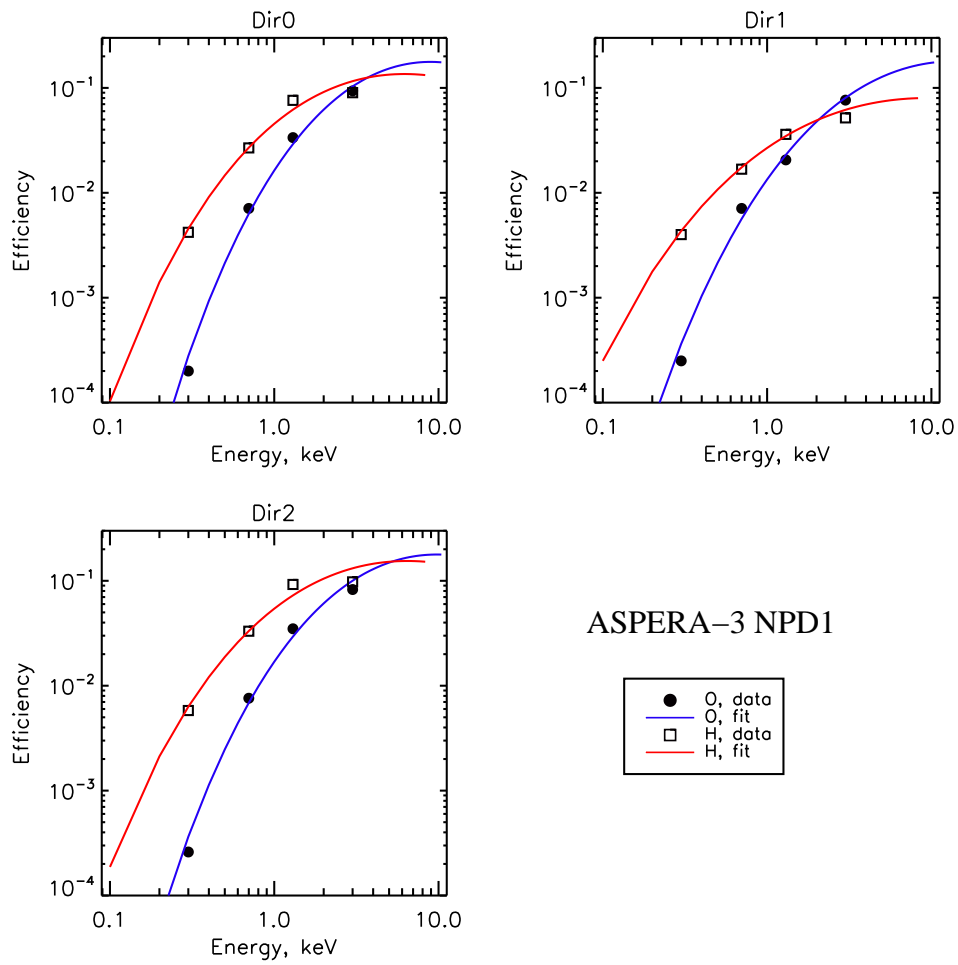 Dir0
Efficiency
10⁻¹
10⁻²
10⁻³
10⁻⁴
0.1 1.0 10.0
Energy, keV
Dir1
Efficiency
10⁻¹
10⁻²
10⁻³
10⁻⁴
0.1 1.0 10.0
Energy, keV
Dir2
Efficiency
10⁻¹
10⁻²
10⁻³
10⁻⁴
0.1 1.0 10.0
Energy, keV
ASPERA−3 NPD1
O, data
O, fit
H, data
H, fit